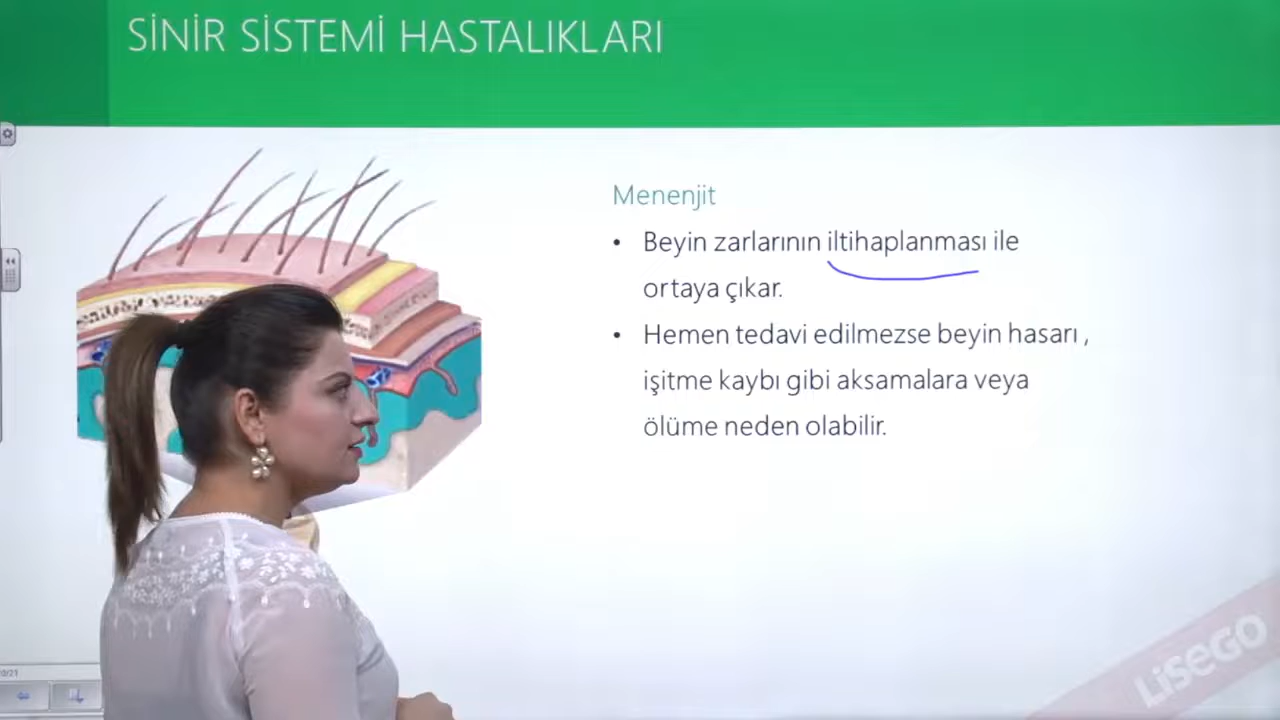 SİNİR SİSTEMİ HASTALIKLARI
Menenjit
• Beyin zarlarının iltihaplanması ile
ortaya çıkar.
• Hemen tedavi edilmezse beyin hasarı ,
işitme kaybı gibi aksamalara veya
ölüme neden olabilir.
LiseGO